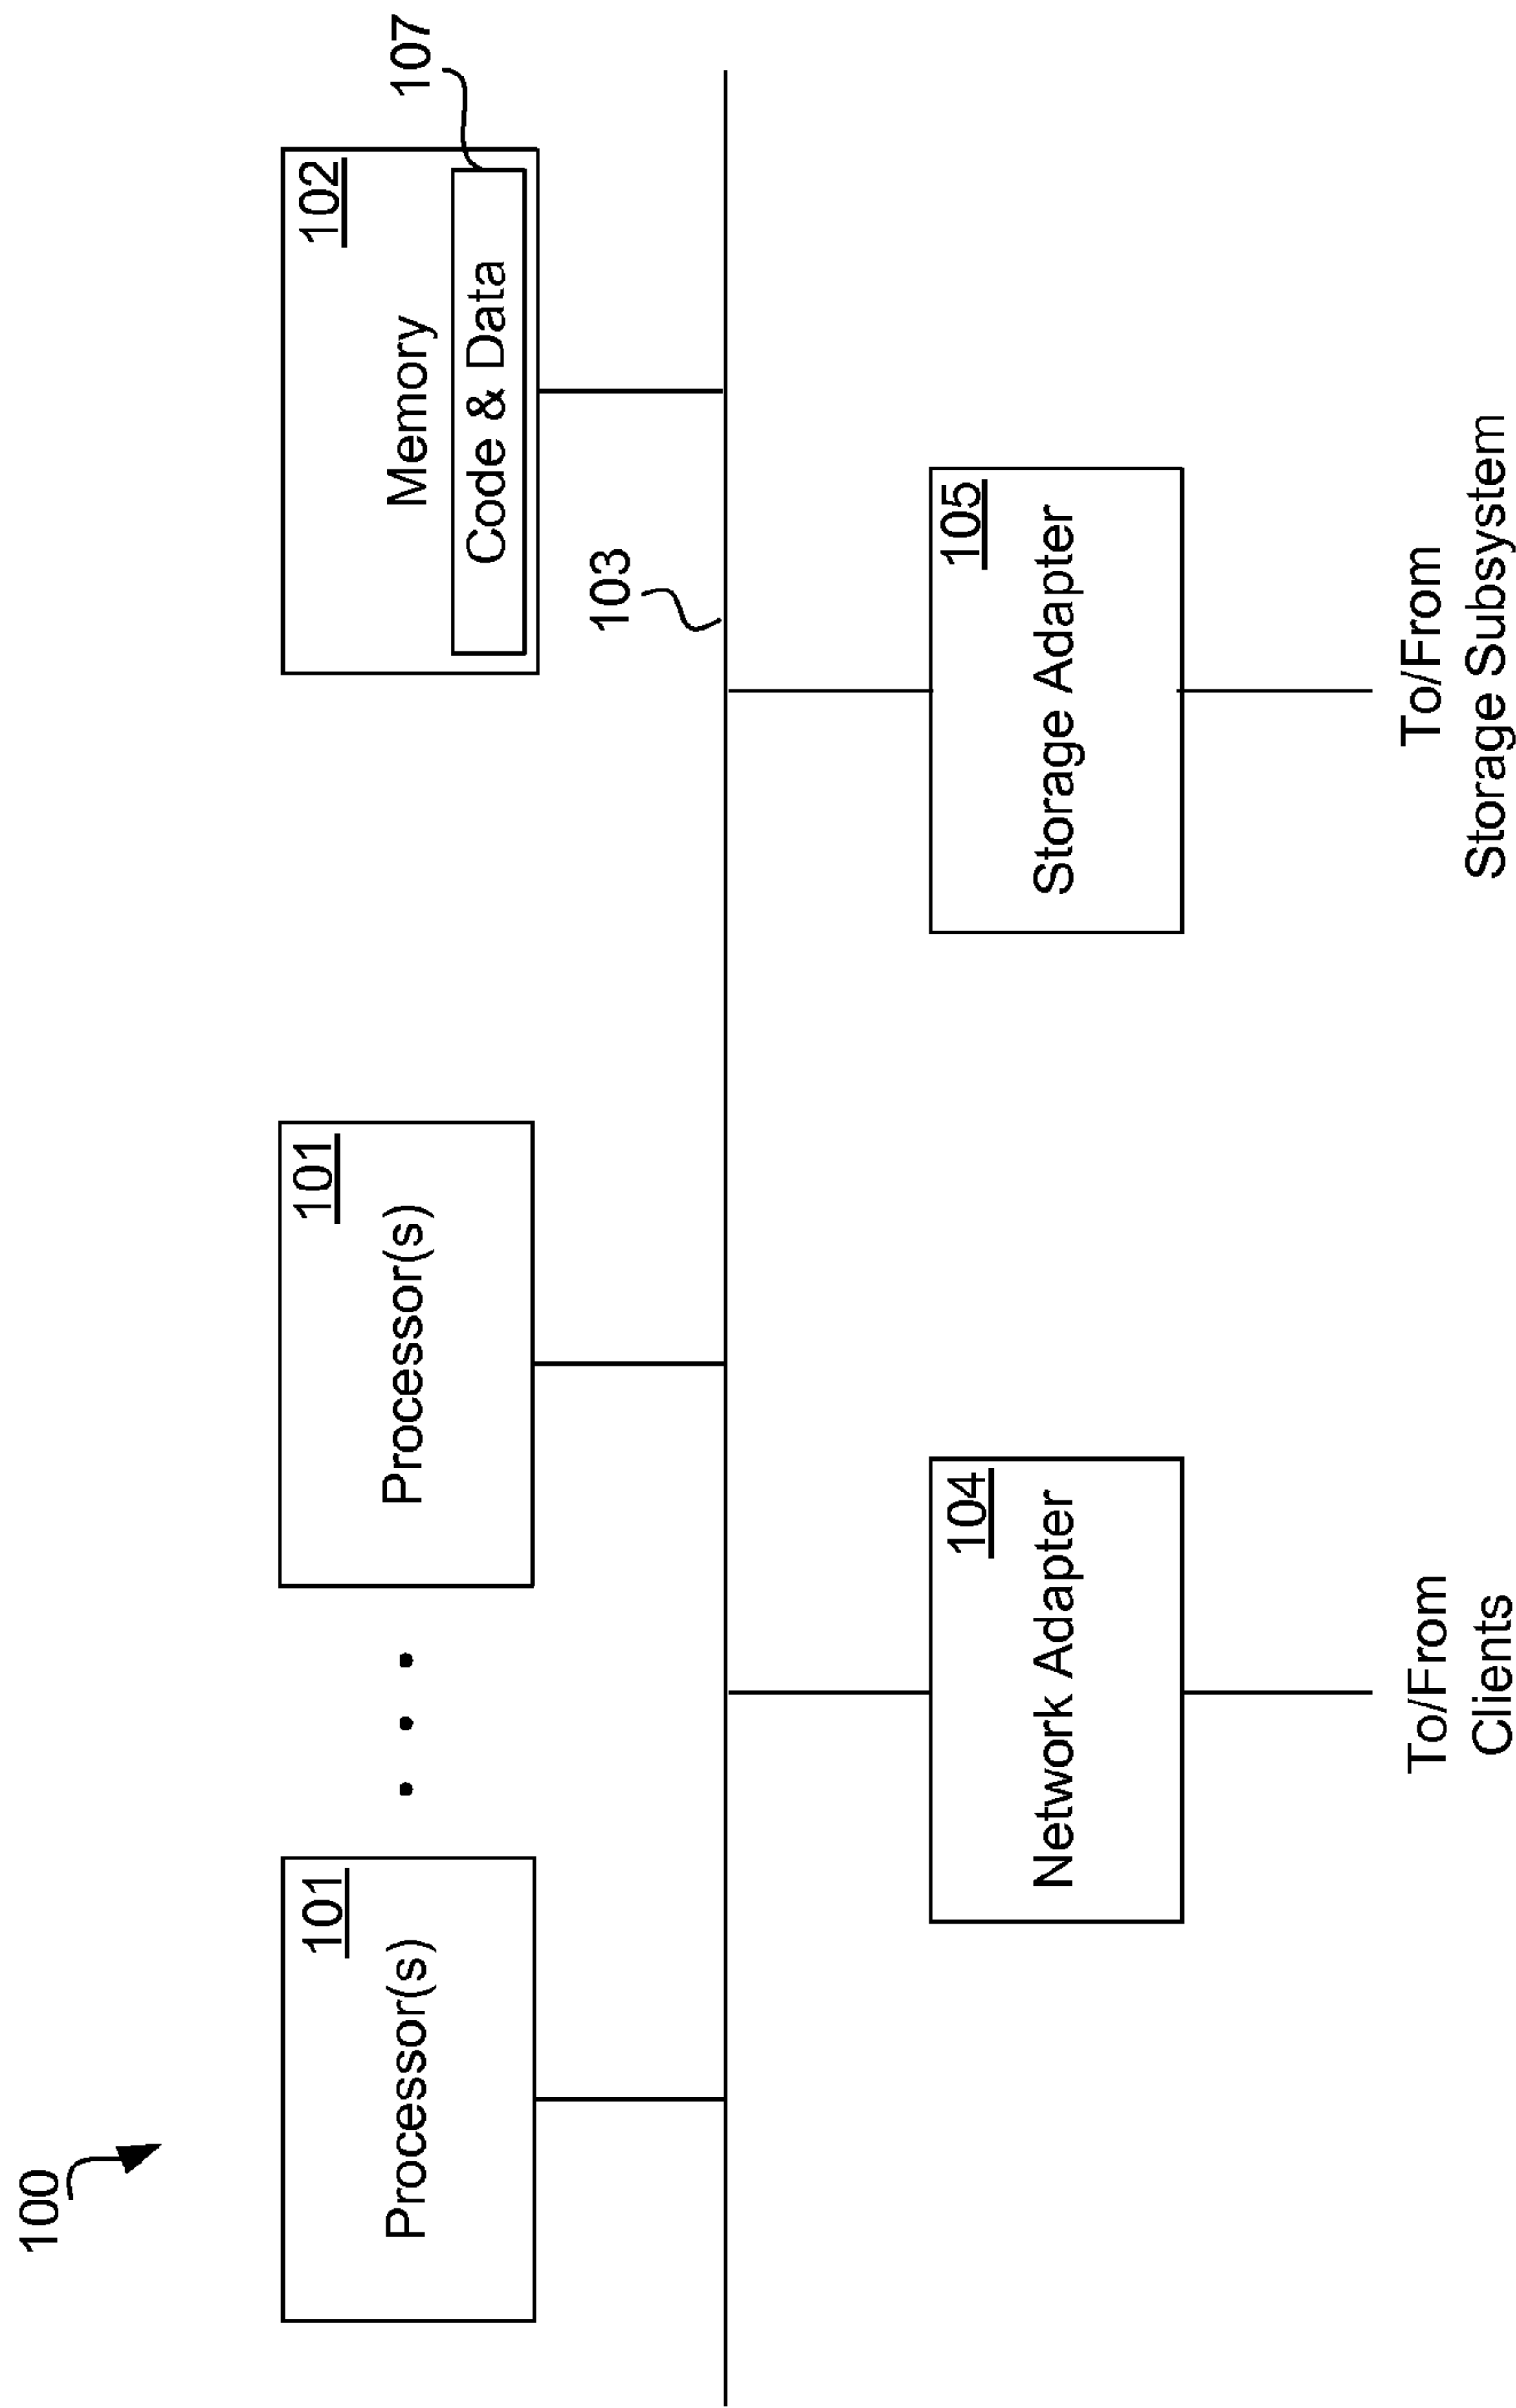 100
101
Processor(s)
101
Processor(s)
102
Memory
Code & Data
107
103
104
Network Adapter
105
Storage Adapter
To/From
Clients
To/From
Storage Subsystem